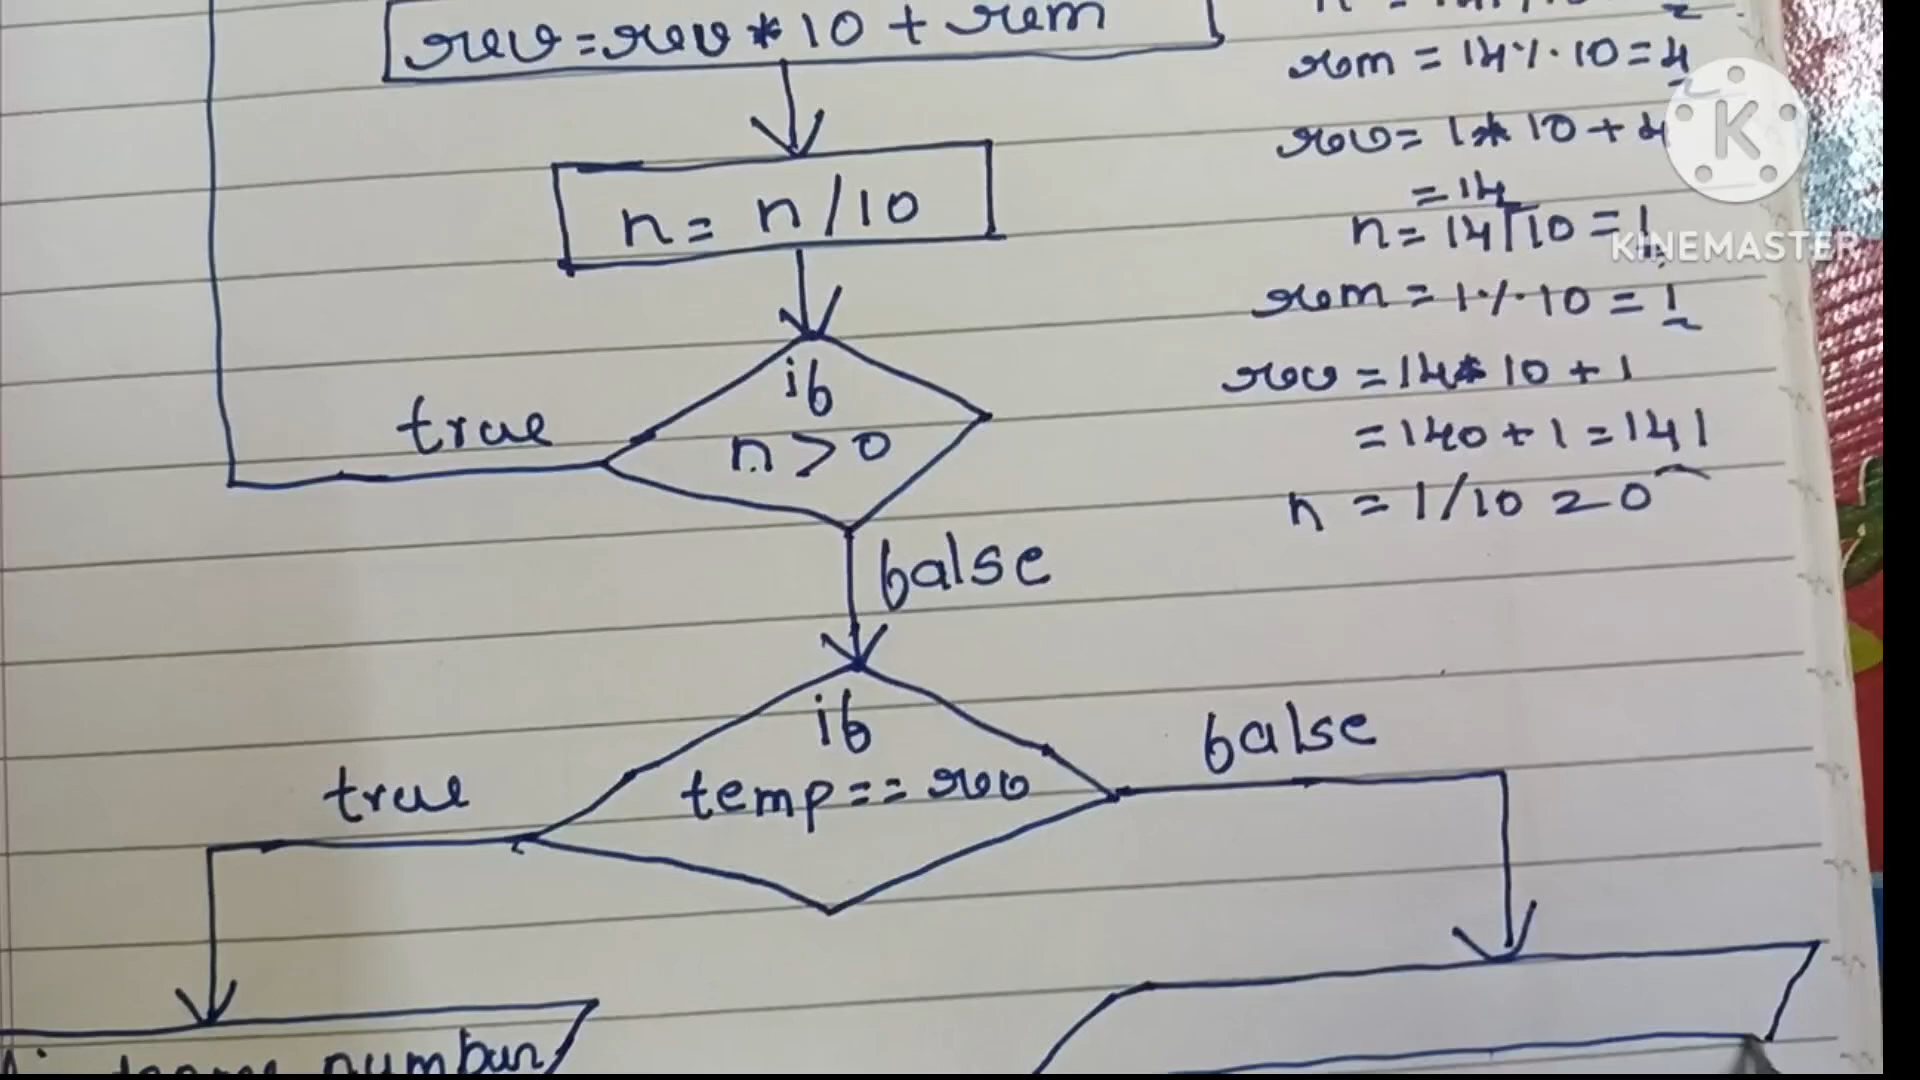 rev=rev*10+rem
n=n/10
if
n>0
true
false
if
temp==rev
true
false
number
rem=14%10=4
rev=1*10+4
=14
n=14/10=1
rem=1%10=1
rev=14*10+1
=140+1=141
n=1/10=0
K
KINEMASTER